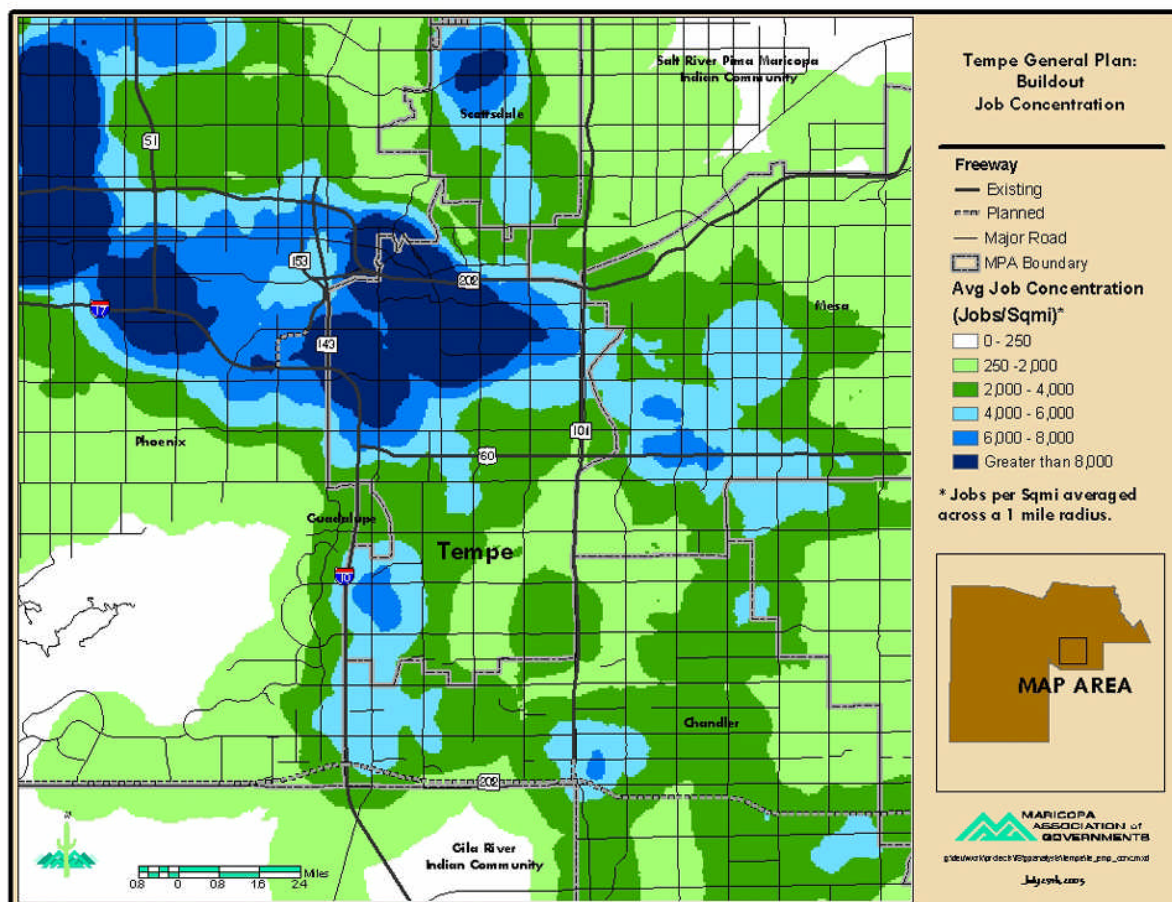 Tempe General Plan:
Buildout
Job Concentration
Freeway
Existing
Planned
Major Road
MPA Boundary
Avg Job Concentration
(Jobs/Sqmi)*
0 - 250
250 -2,000
2,000 - 4,000
4,000 - 6,000
6,000 - 8,000
Greater than 8,000
* Jobs per Sqmi averaged
across a 1 mile radius.
MAP AREA
MARICOPA
ASSOCIATION of
GOVERNMENTS
Salt River Pima Maricopa
Indian Community
Scottsdale
51
153
202
Mesa
17
143
Phoenix
101
60
Guadalupe
Tempe
10
Chandler
202
Gila River
Indian Community
Miles
0.8 0 0.8 1.6 2.4